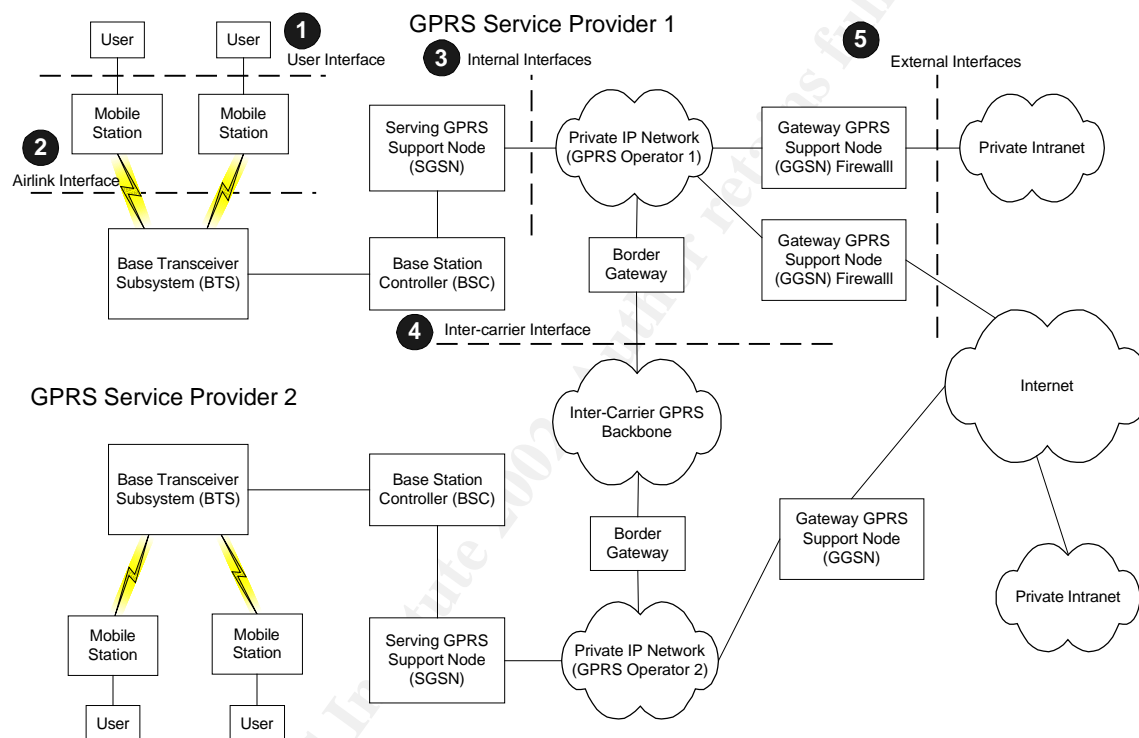 GPRS Service Provider 1
1
User
User
User Interface
3
Internal Interfaces
5
External Interfaces
Mobile
Station
Mobile
Station
2
Airlink Interface
Serving GPRS
Support Node
(SGSN)
Private IP Network
(GPRS Operator 1)
Gateway GPRS
Support Node
(GGSN) Firewalll
Private Intranet
Base Transceiver
Subsystem (BTS)
Base Station
Controller (BSC)
Border
Gateway
Gateway GPRS
Support Node
(GGSN) Firewalll
4
Inter-carrier Interface
Internet
GPRS Service Provider 2
Inter-Carrier GPRS
Backbone
Base Transceiver
Subsystem (BTS)
Base Station
Controller (BSC)
Border
Gateway
Gateway GPRS
Support Node
(GGSN)
Private Intranet
Mobile
Station
Mobile
Station
Serving GPRS
Support Node
(SGSN)
Private IP Network
(GPRS Operator 2)
User
User
2002
Author retains full